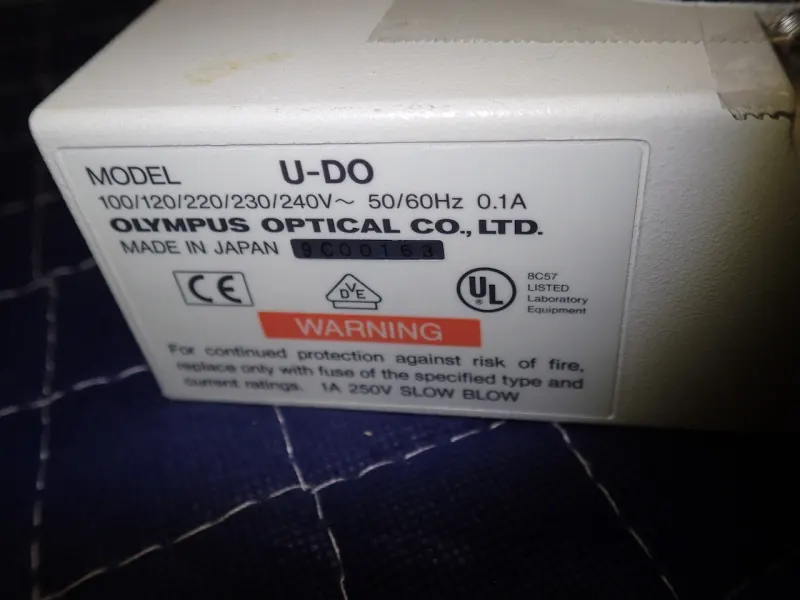 MODEL U-DO
100/120/220/230/240V～ 50/60Hz 0.1A
OLYMPUS OPTICAL CO., LTD.
MADE IN JAPAN 9C00163
CE
DVE
UL ®
8C57
LISTED
Laboratory
Equipment
WARNING
For continued protection against risk of fire,
replace only with fuse of the specified type and
current ratings. 1A 250V SLOW BLOW